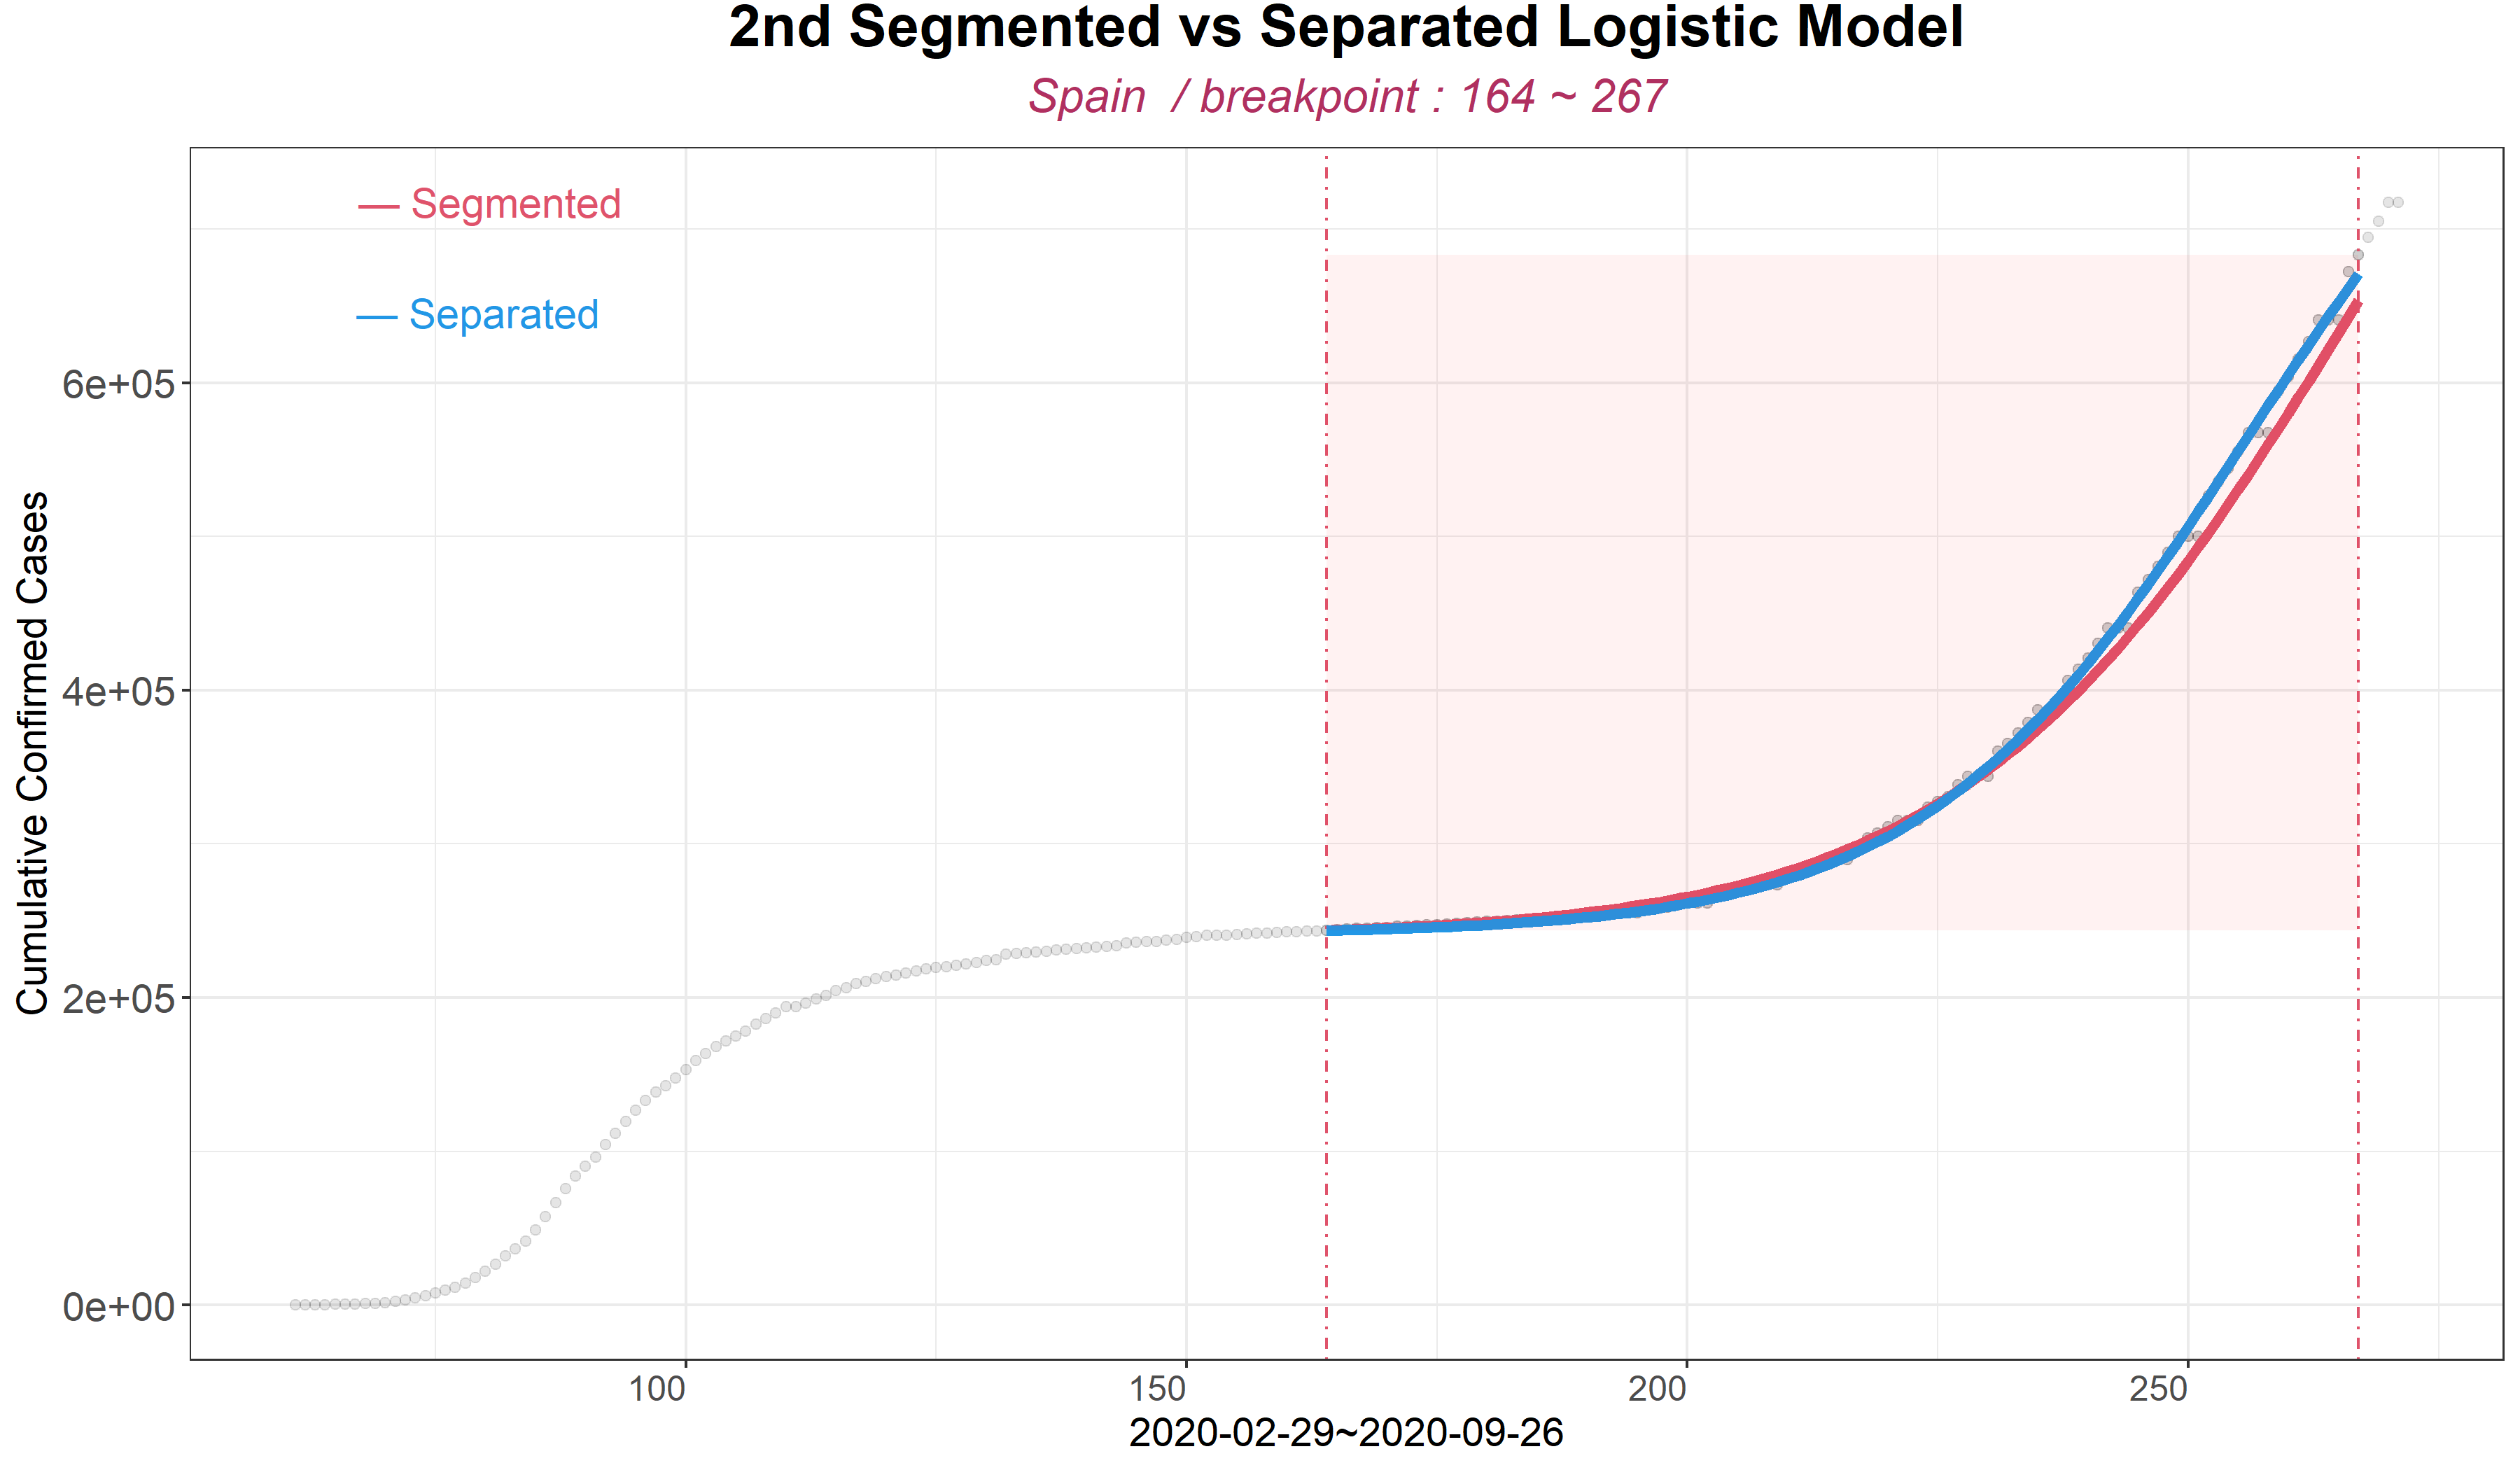 2nd Segmented vs Separated Logistic Model
Spain / breakpoint : 164 ~ 267
— Segmented
— Separated
Cumulative Confirmed Cases
6e+05
4e+05
2e+05
0e+00
100 150 200 250
2020-02-29~2020-09-26